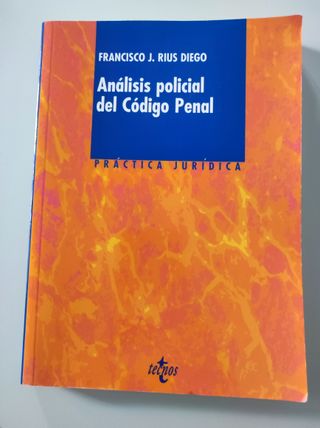 FRANCISCO J. RIUS DIEGO
Análisis policial
del Código Penal
PRÁCTICA JURÍDICA
tecnos